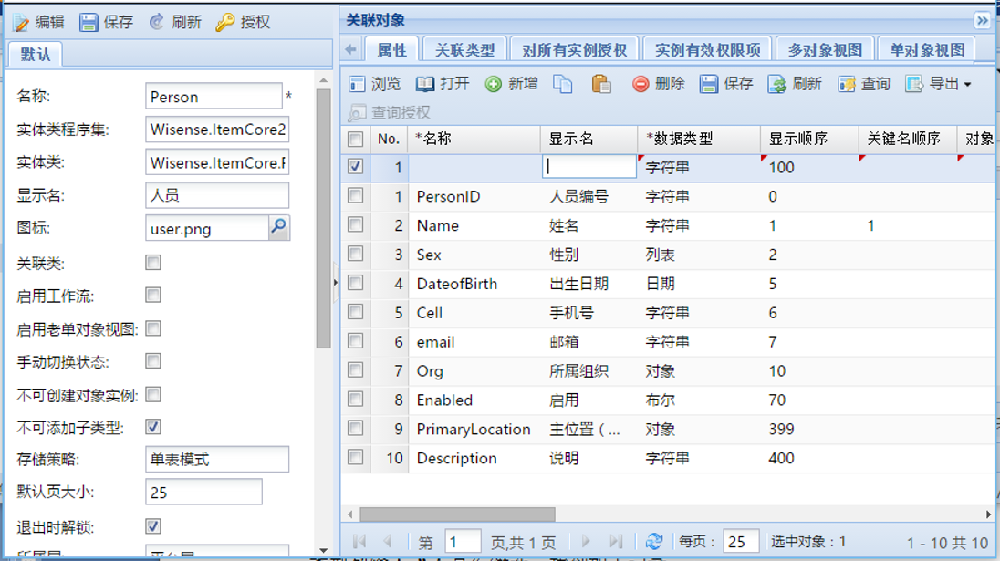 编辑 保存 刷新 授权
默认
名称: Person *
实体类程序集: Wisense.ItemCore2
实体类: Wisense.ItemCore.F
显示名: 人员
图标: user.png
关联类:
启用工作流:
启用老单对象视图:
手动切换状态:
不可创建对象实例:
不可添加子类型:
存储策略: 单表模式
默认页大小: 25
退出时解锁:
关联对象
属性 关联类型 对所有实例授权 实例有效权限项 多对象视图 单对象视图
浏览 打开 新增 删除 保存 刷新 查询 导出
查询授权
No. *名称 显示名 *数据类型 显示顺序 关键名顺序 对象
1 字符串 100
1 PersonID 人员编号 字符串 0
2 Name 姓名 字符串 1 1
3 Sex 性别 列表 2
4 DateofBirth 出生日期 日期 5
5 Cell 手机号 字符串 6
6 email 邮箱 字符串 7
7 Org 所属组织 对象 10
8 Enabled 启用 布尔 70
9 PrimaryLocation 主位置 ( ... 对象 399
10 Description 说明 字符串 400
第 1 页,共 1 页 每页 : 25 选中对象 : 1 1 - 10 共 10